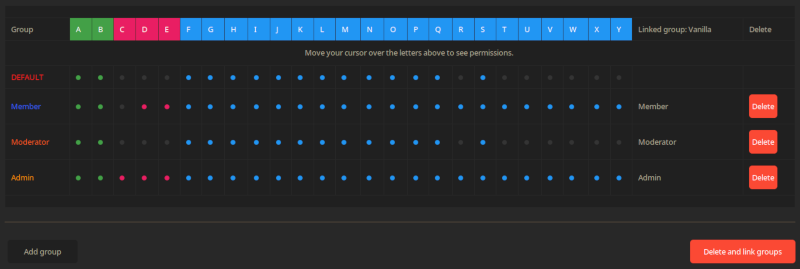 Group A B C D E F G H I J K L M N O P Q R S T U V W X Y Linked group: Vanilla Delete
Move your cursor over the letters above to see permissions.
DEFAULT
Member Member Delete
Moderator Moderator Delete
Admin Admin Delete
Add group Delete and link groups